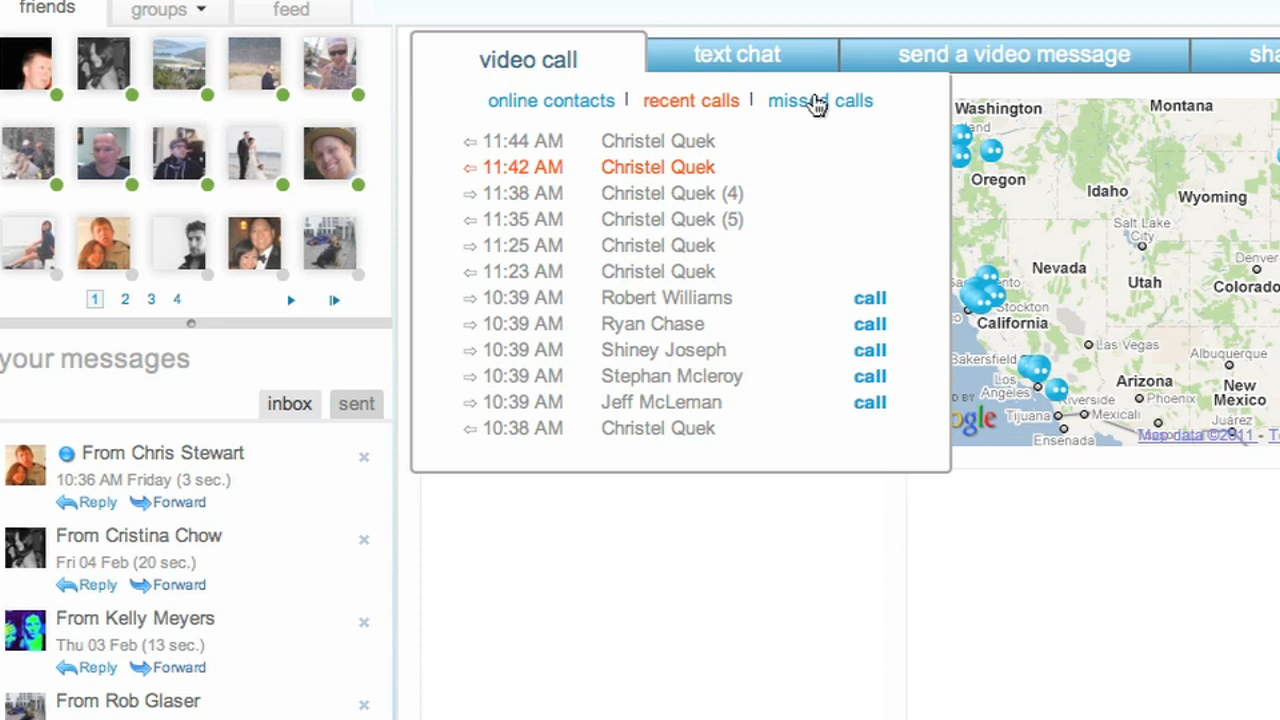 friends
groups
feed
video call
text chat
send a video message
sha
online contacts | recent calls | missed calls
11:44 AM Christel Quek
11:42 AM Christel Quek
11:38 AM Christel Quek (4)
11:35 AM Christel Quek (5)
11:25 AM Christel Quek
11:23 AM Christel Quek
10:39 AM Robert Williams call
10:39 AM Ryan Chase call
10:39 AM Shiney Joseph call
10:39 AM Stephan Mcleroy call
10:39 AM Jeff McLeman call
10:38 AM Christel Quek
1 2 3 4
your messages
inbox
sent
From Chris Stewart
10:36 AM Friday (3 sec.)
Reply Forward
From Cristina Chow
Fri 04 Feb (20 sec.)
Reply Forward
From Kelly Meyers
Thu 03 Feb (13 sec.)
Reply Forward
From Rob Glaser
Washington
Montana
Oregon
Idaho
Wyoming
Salt Lake
City
Nevada
Denver
Utah
Colorado
Stockton
California
Las Vegas
Bakersfield
Albuquerque
Los
Angeles
Arizona
New
Mexico
Riverside
Phoenix
Tijuana
Mexicali
Juárez
Ensenada
Map data ©2011